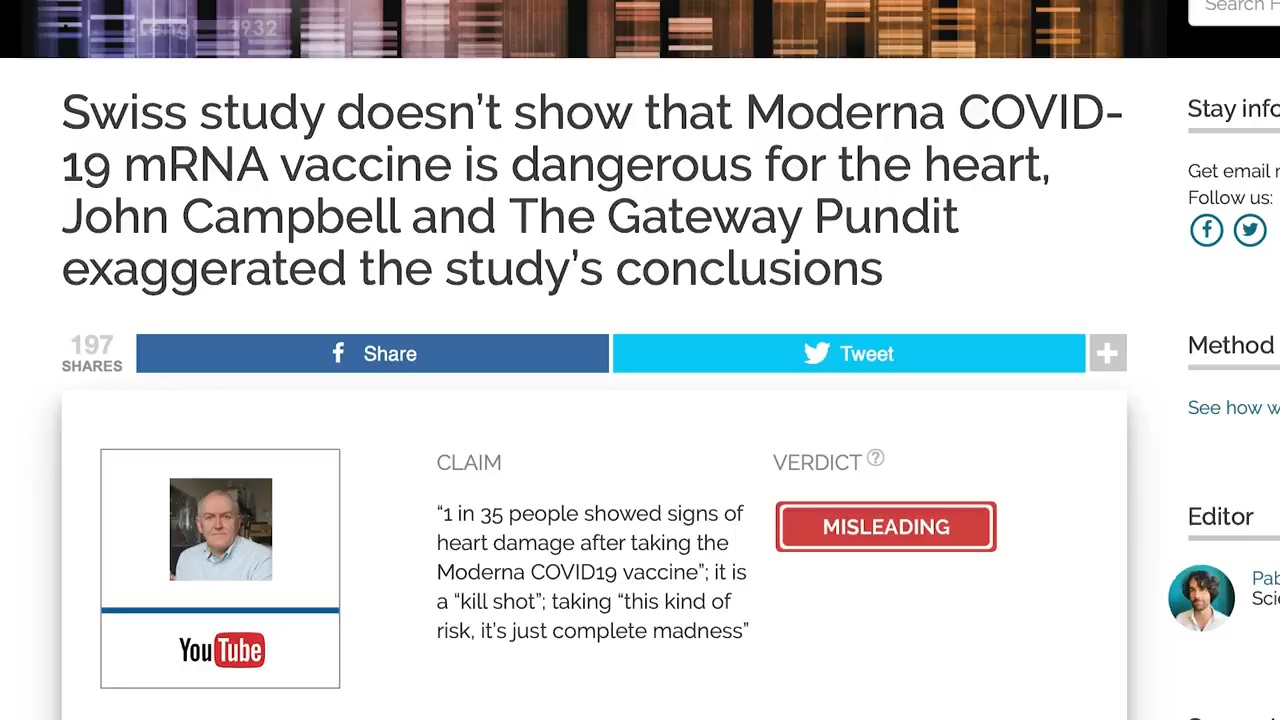 Search
Swiss study doesn’t show that Moderna COVID-
19 mRNA vaccine is dangerous for the heart,
John Campbell and The Gateway Pundit
exaggerated the study’s conclusions
197
SHARES
Share
Tweet
CLAIM
“1 in 35 people showed signs of
heart damage after taking the
Moderna COVID19 vaccine”; it is
a “kill shot”; taking “this kind of
risk, it’s just complete madness”
VERDICT
MISLEADING
YouTube
Stay info
Get email
Follow us:
Method
See how w
Editor
Pab
Scie